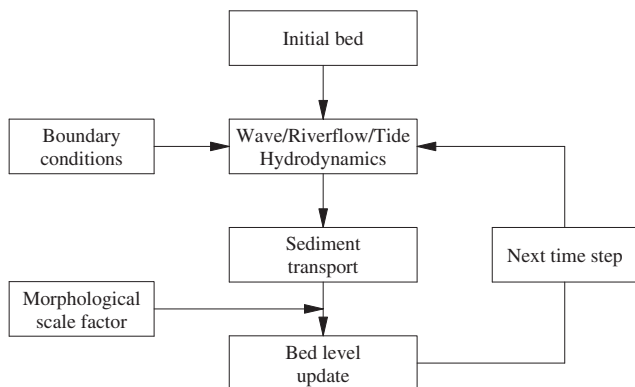 Initial bed
Boundary
conditions
Wave/Riverflow/Tide
Hydrodynamics
Sediment
transport
Next time step
Morphological
scale factor
Bed level
update